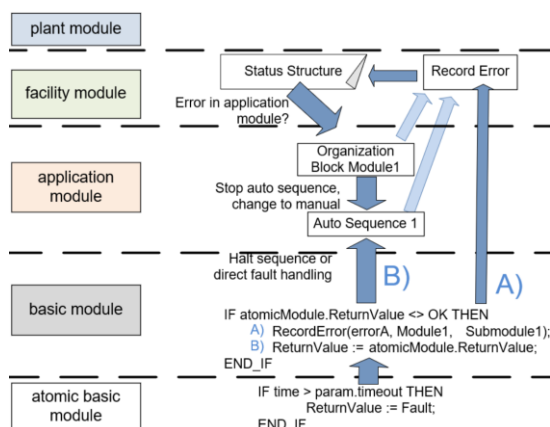 plant module
facility module
Status Structure
Record Error
Error in application
module?
application
module
Organization
Block Module1
Stop auto sequence,
change to manual
Auto Sequence 1
Halt sequence or
direct fault handling
B)
A)
basic module
IF atomicModule.ReturnValue <> OK THEN
A) RecordError(errorA, Module1, Submodule1);
B) ReturnValue := atomicModule.ReturnValue;
END_IF
atomic basic
module
IF time > param.timeout THEN
ReturnValue := Fault;
END_IF